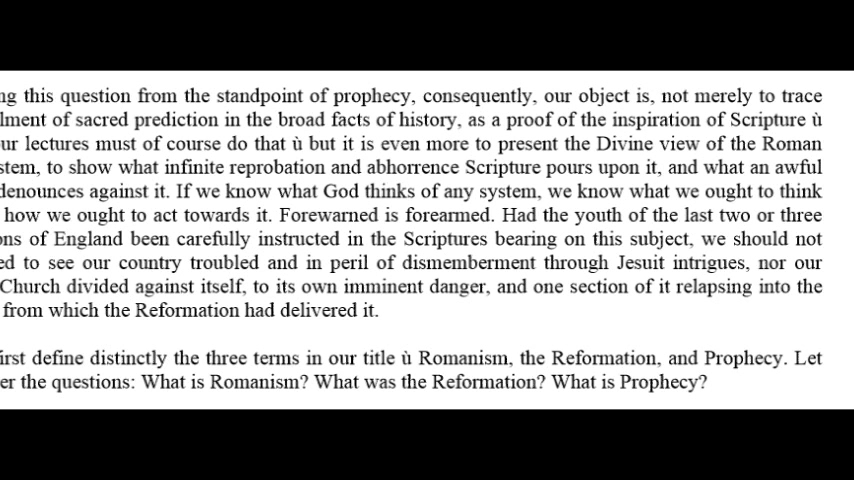 ng this question from the standpoint of prophecy, consequently, our object is, not merely to trace
lment of sacred prediction in the broad facts of history, as a proof of the inspiration of Scripture ù
ur lectures must of course do that ù but it is even more to present the Divine view of the Roman
stem, to show what infinite reprobation and abhorrence Scripture pours upon it, and what an awful
denounces against it. If we know what God thinks of any system, we know what we ought to think
how we ought to act towards it. Forewarned is forearmed. Had the youth of the last two or three
ons of England been carefully instructed in the Scriptures bearing on this subject, we should not
ed to see our country troubled and in peril of dismemberment through Jesuit intrigues, nor our
Church divided against itself, to its own imminent danger, and one section of it relapsing into the
from which the Reformation had delivered it.
irst define distinctly the three terms in our title ù Romanism, the Reformation, and Prophecy. Let
er the questions: What is Romanism? What was the Reformation? What is Prophecy?